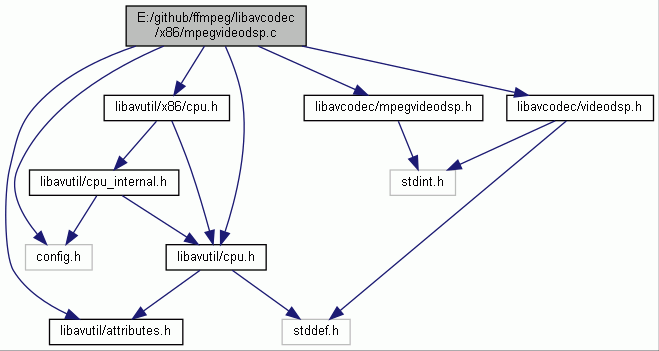 E:/github/ffmpeg/libavcodec
/x86/mpegvideodsp.c
libavutil/x86/cpu.h
libavcodec/mpegvideodsp.h
libavcodec/videodsp.h
libavutil/cpu_internal.h
stdint.h
config.h
libavutil/cpu.h
libavutil/attributes.h
stddef.h